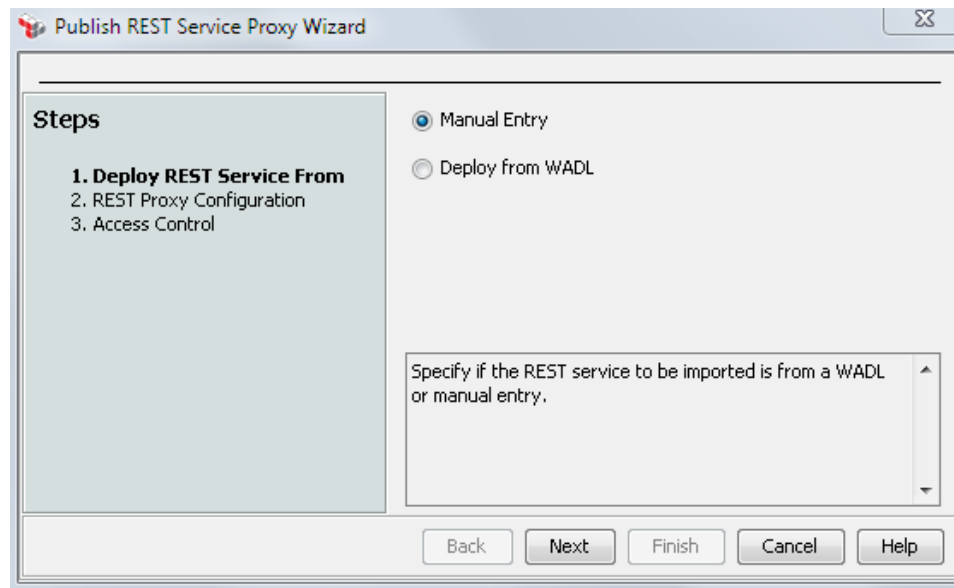 Publish REST Service Proxy Wizard
Steps
1. Deploy REST Service From
2. REST Proxy Configuration
3. Access Control
Manual Entry
Deploy from WADL
Specify if the REST service to be imported is from a WADL
or manual entry.
Back Next Finish Cancel Help